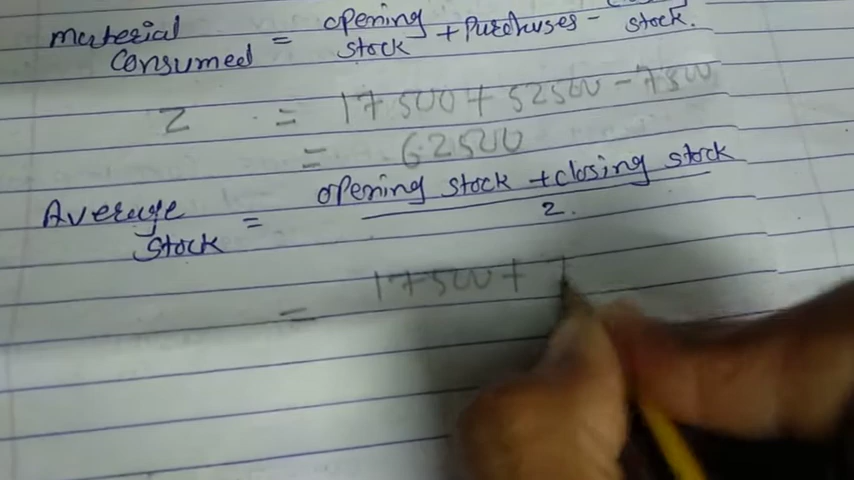 Material = opening + Purchases -
Consumed stock stock.
Z = 17500 + 52500 - 7500
= 62500
Average = opening stock + closing stock
Stock 2.
= 17500 +